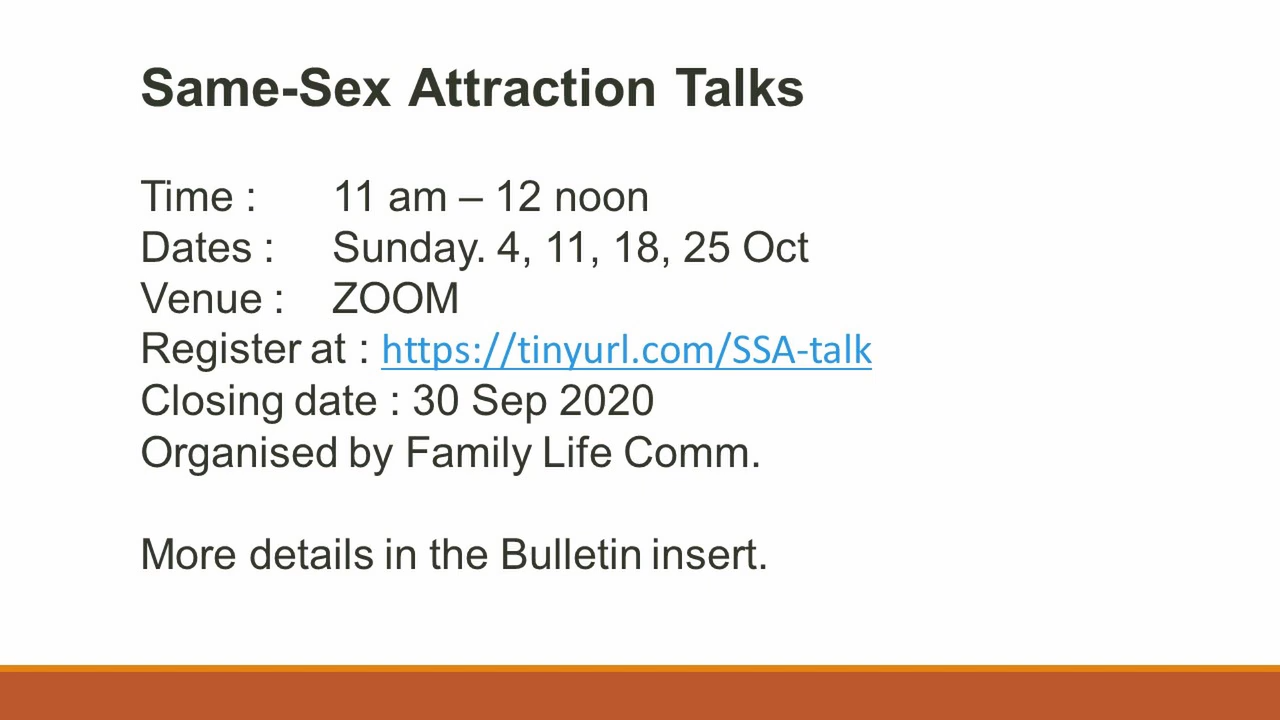 Same-Sex Attraction Talks
Time : 11 am – 12 noon
Dates : Sunday. 4, 11, 18, 25 Oct
Venue : ZOOM
Register at : https://tinyurl.com/SSA-talk
Closing date : 30 Sep 2020
Organised by Family Life Comm.
More details in the Bulletin insert.